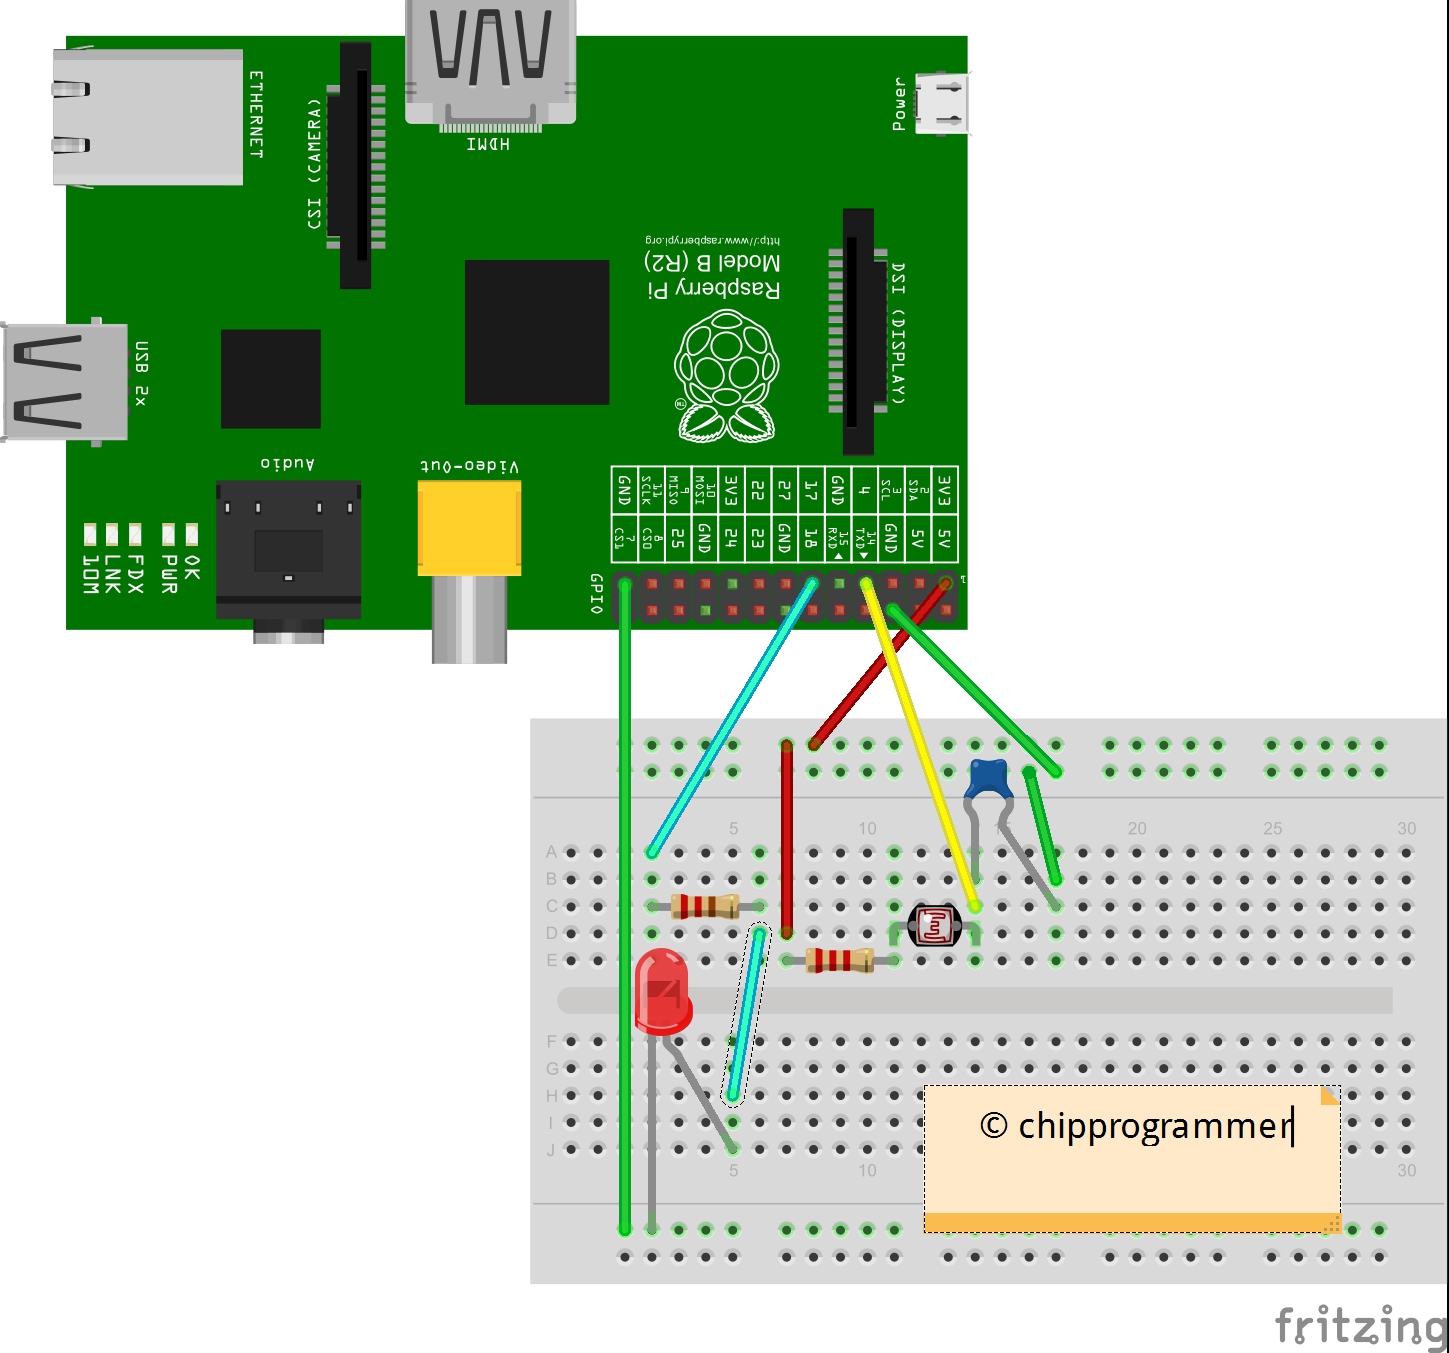 ETHERNET
CSI (CAMERA)
HDMI
Power
http://www.raspberrypi.org
Model B (R2)
Raspberry Pi
TM
DSI (DISPLAY)
USB 2x
Audio
Video-Out
10M
LNK
FDX
PWR
OK
GND
11 SCLK
9 MISO
10 MOSI
3V3
22
27
17
GND
4
3 SCL
2 SDA
3V3
7 CS1
8 CS0
25
GND
24
23
GND
18
15 RXD
14 TXD
GND
5V
5V
GPIO
1
5
10
15
20
25
30
A
B
C
D
E
F
G
H
I
J
5
10
30
© chipprogrammer
fritzing